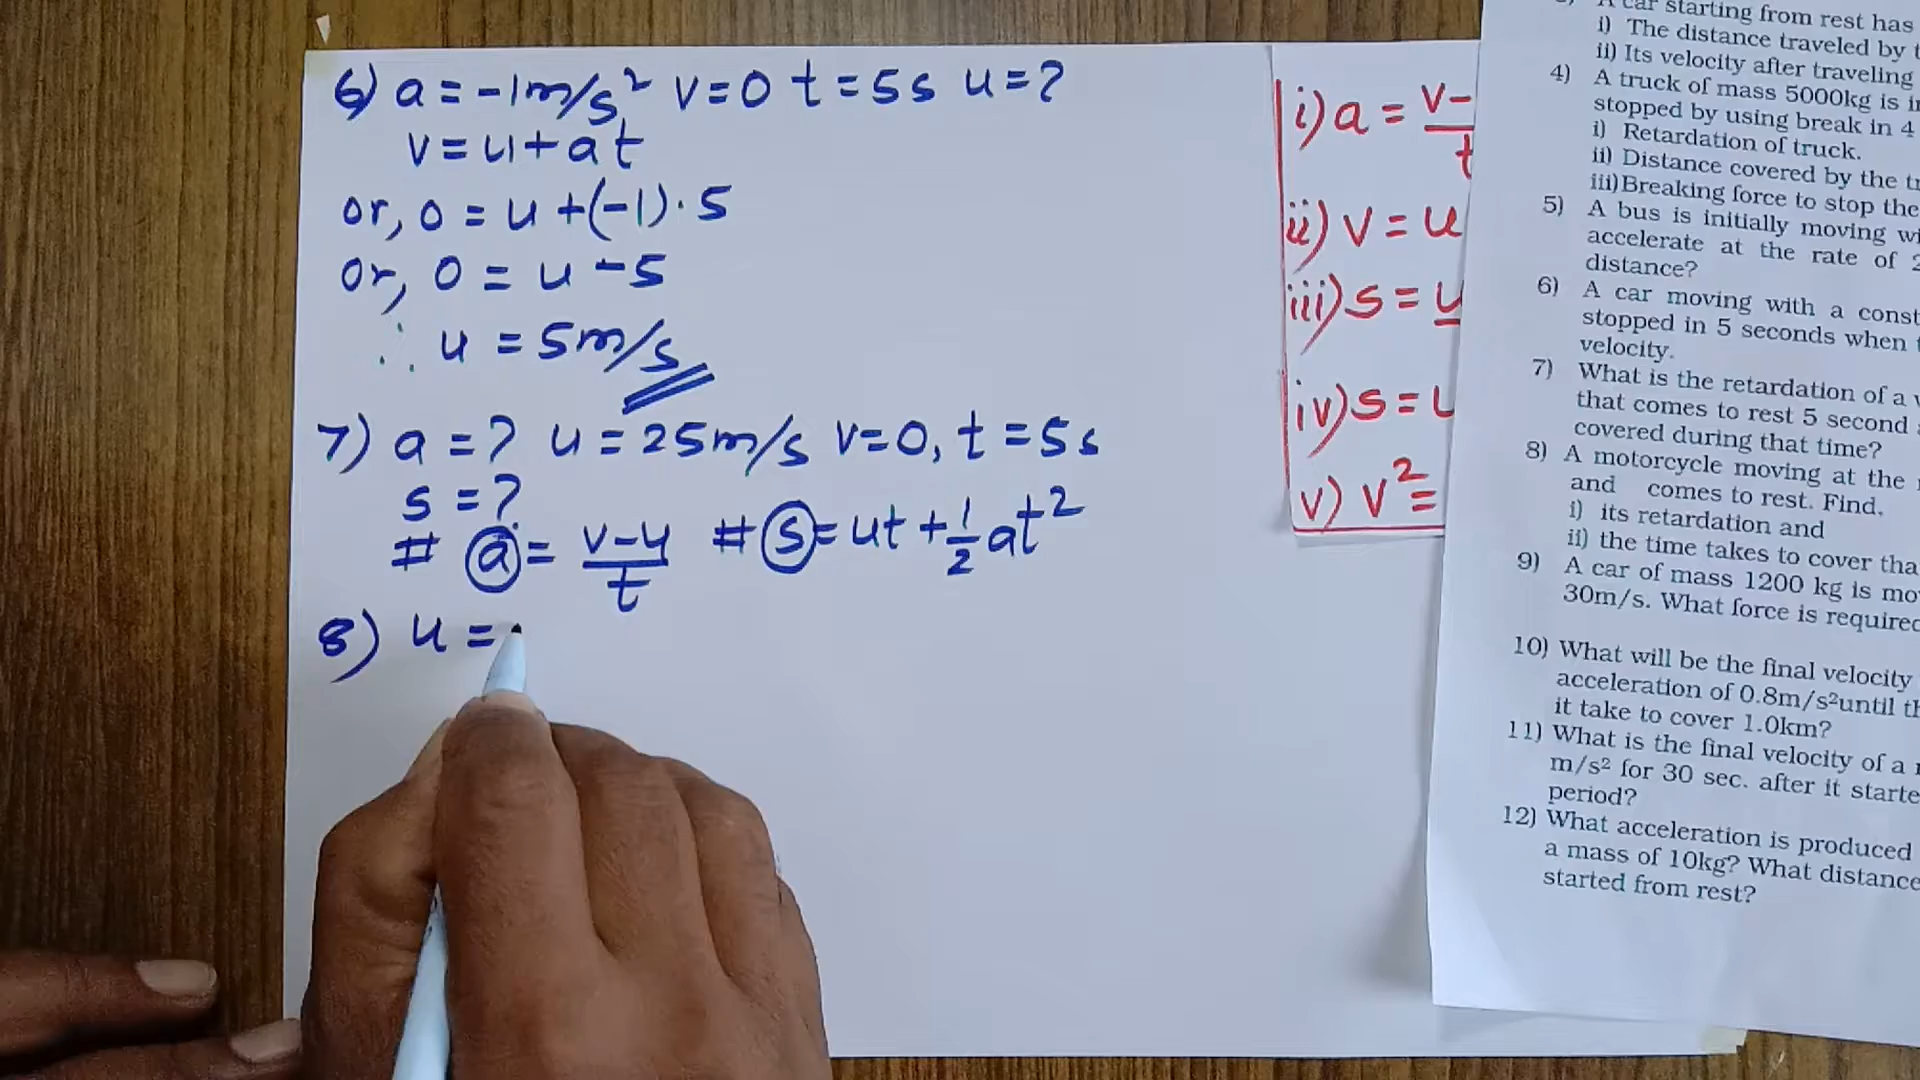 6) a = -1m/s² v=0 t=5s u=?
v=u+at
or, 0 = u +(-1)·5
or, 0 = u -5
∴ u = 5m/s
7) a=? u=25m/s v=0, t=5s
s=?
# a = v-u/t # s = ut + 1/2 at²
8) u =
i) a = v-/t
ii) v = u
iii) s = u
iv) s = u
v) v² =
A car starting from rest has
i) The distance traveled by
ii) Its velocity after traveling
4) A truck of mass 5000kg is
stopped by using break in 4
i) Retardation of truck.
ii) Distance covered by the
iii)Breaking force to stop the
5) A bus is initially moving
accelerate at the rate of
distance?
6) A car moving with a
stopped in 5 seconds when
velocity.
7) What is the retardation of a
that comes to rest 5 second
covered during that time?
8) A motorcycle moving at the
and comes to rest. Find,
i) its retardation and
ii) the time takes to cover
9) A car of mass 1200 kg is
30m/s. What force is required
10) What will be the final velocity
acceleration of 0.8m/s²until
it take to cover 1.0km?
11) What is the final velocity of a
m/s² for 30 sec. after it
period?
12) What acceleration is produced
a mass of 10kg? What distance
started from rest?